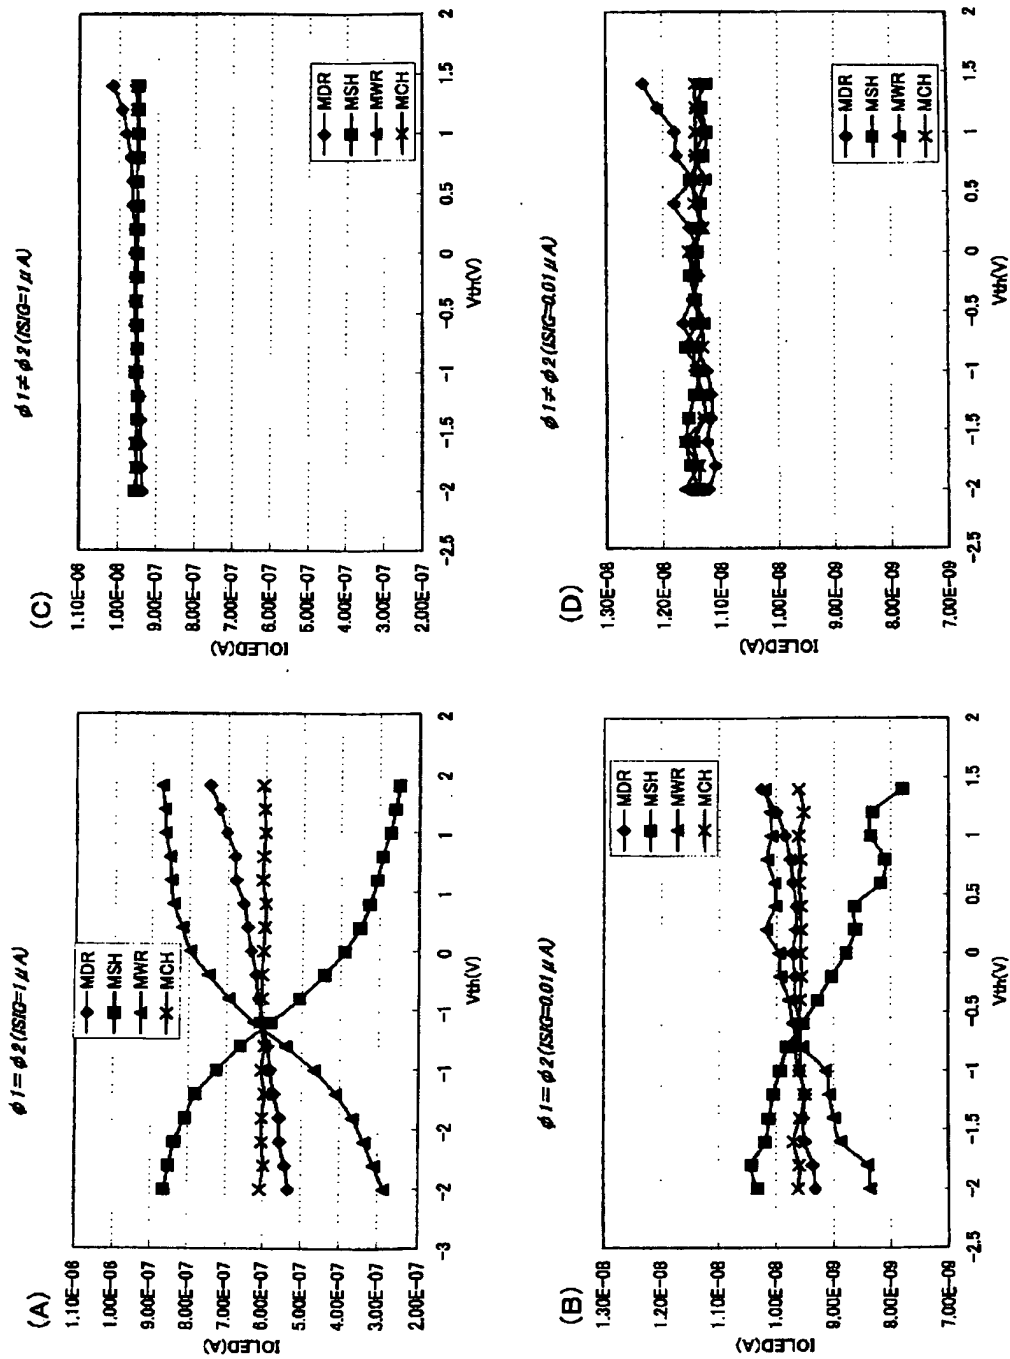 (A)
φ1=φ2(ISIG=1μA)
1.10E-06
1.00E-06
9.00E-07
8.00E-07
7.00E-07
6.00E-07
5.00E-07
4.00E-07
3.00E-07
2.00E-07
IOLED(A)
MDR
MSH
MWR
MCH
-3 -2 -2 -1 -1 0 1 1 2 2
Vth(V)
(C)
φ1≠φ2(ISIG=1μA)
1.10E-06
1.00E-06
9.00E-07
8.00E-07
7.00E-07
6.00E-07
5.00E-07
4.00E-07
3.00E-07
2.00E-07
IOLED(A)
MDR
MSH
MWR
MCH
-2.5 -2 -1.5 -1 -0.5 0 0.5 1 1.5 2
Vth(V)
(B)
φ1=φ2(ISIG=0.01μA)
1.30E-08
1.20E-08
1.10E-08
1.00E-08
9.00E-09
8.00E-09
7.00E-09
IOLED(A)
MDR
MSH
MWR
MCH
-2.5 -2 -1.5 -1 -0.5 0 0.5 1 1.5 2
Vth(V)
(D)
φ1≠φ2(ISIG=0.01μA)
1.30E-08
1.20E-08
1.10E-08
1.00E-08
9.00E-09
8.00E-09
7.00E-09
IOLED(A)
MDR
MSH
MWR
MCH
-2.5 -2 -1.5 -1 -0.5 0 0.5 1 1.5 2
Vth(V)